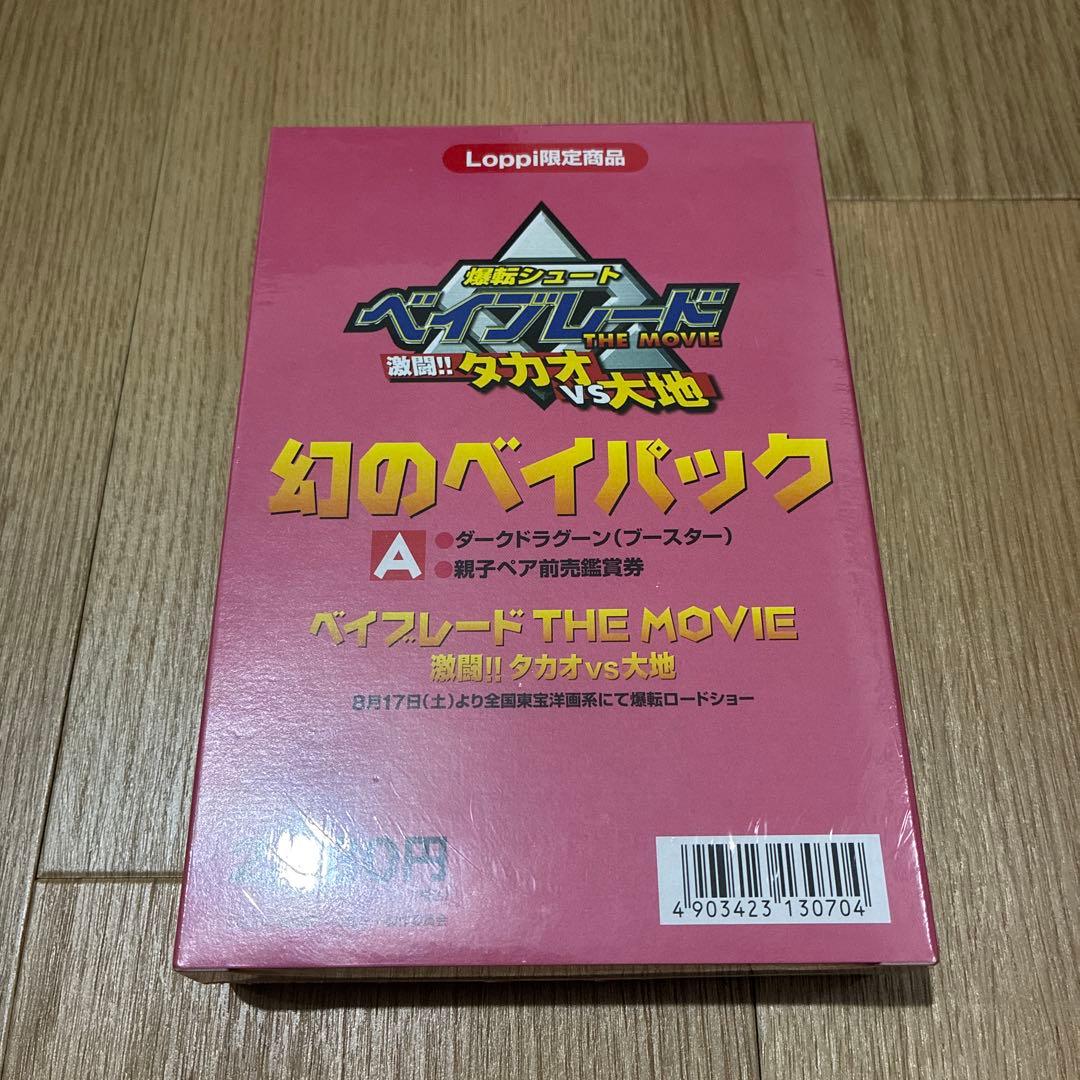 Loppi限定商品
爆転シュート
ベイブレード
THE MOVIE
激闘!! タカオVS大地
幻のベイパック
A
●ダークドラグーン(ブースター)
●親子ペア前売鑑賞券
ベイブレード THE MOVIE
激闘!! タカオvs大地
8月17日(土)より全国東宝洋画系にて爆転ロードショー
円
4 903423 130704